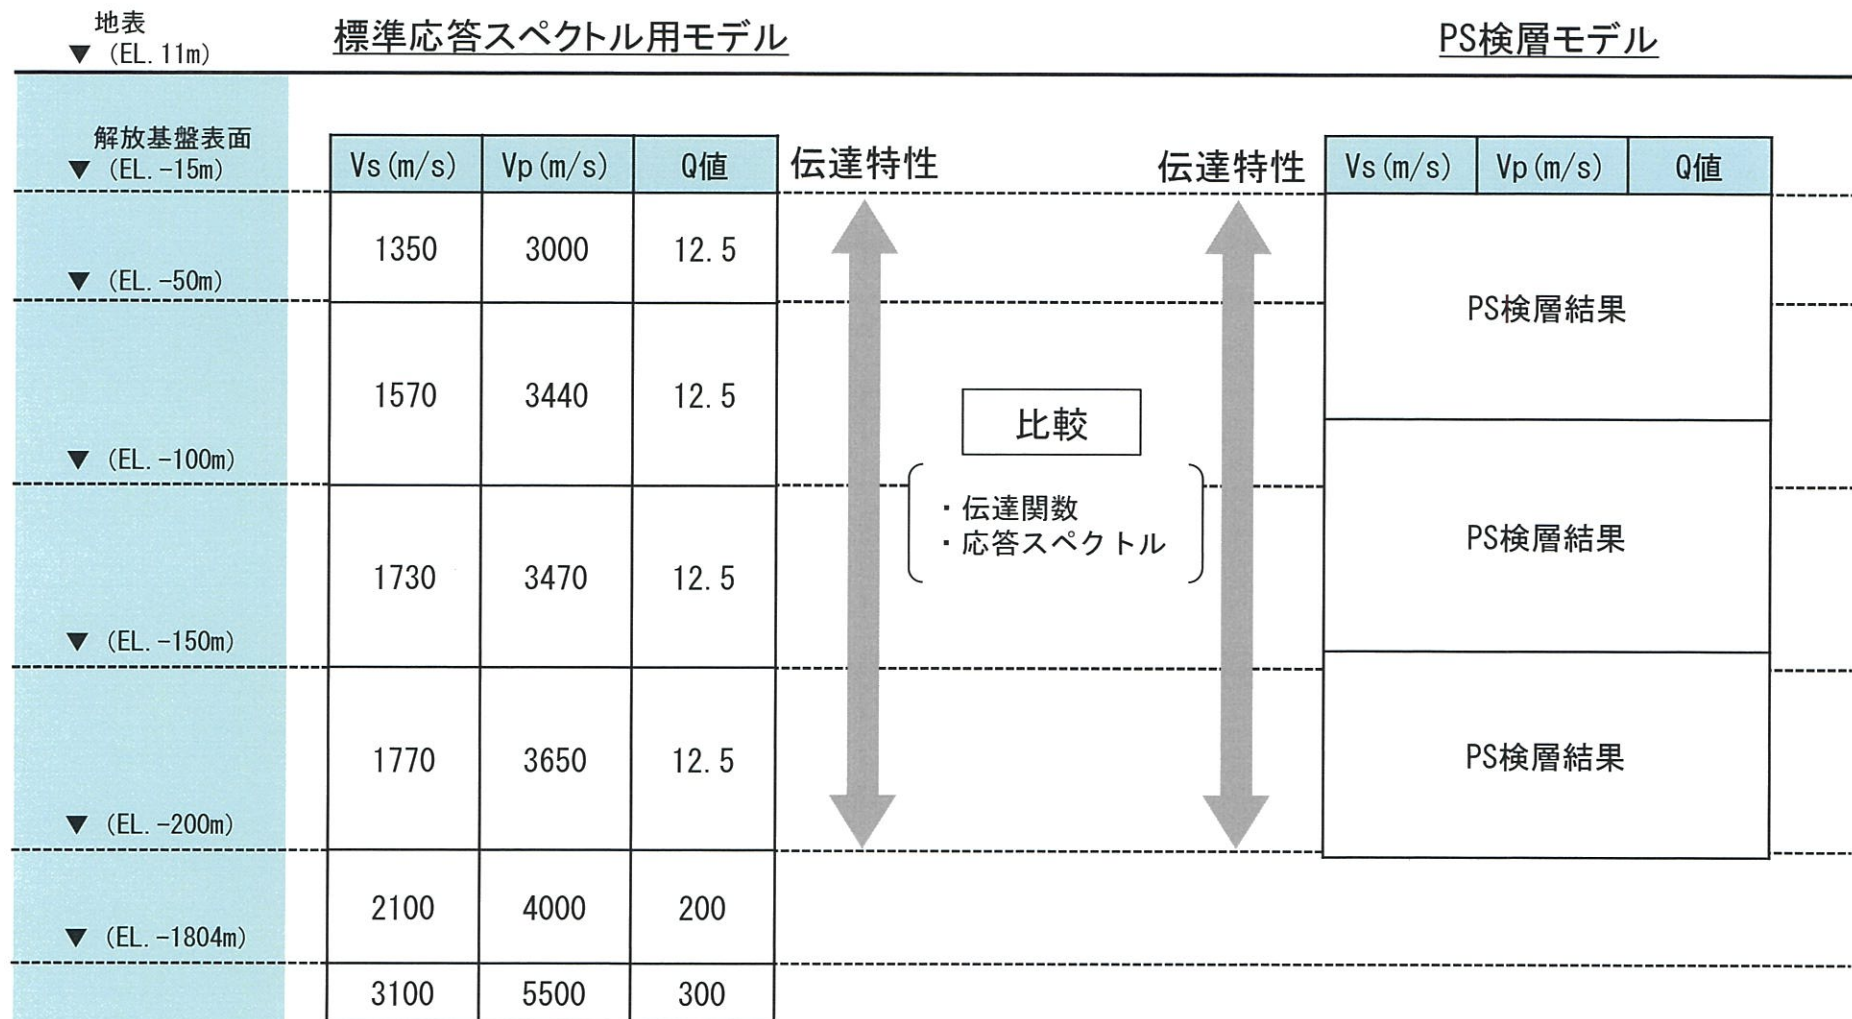 地表
▼ (EL. 11m)
標準応答スペクトル用モデル
PS検層モデル
解放基盤表面
▼ (EL. -15m)
Vs(m/s) Vp(m/s) Q値
伝達特性
伝達特性
Vs(m/s) Vp(m/s) Q値
1350 3000 12.5
▼ (EL. -50m)
PS検層結果
1570 3440 12.5
比較
▼ (EL. -100m)
・伝達関数
・応答スペクトル
PS検層結果
1730 3470 12.5
▼ (EL. -150m)
1770 3650 12.5
PS検層結果
▼ (EL. -200m)
2100 4000 200
▼ (EL. -1804m)
3100 5500 300